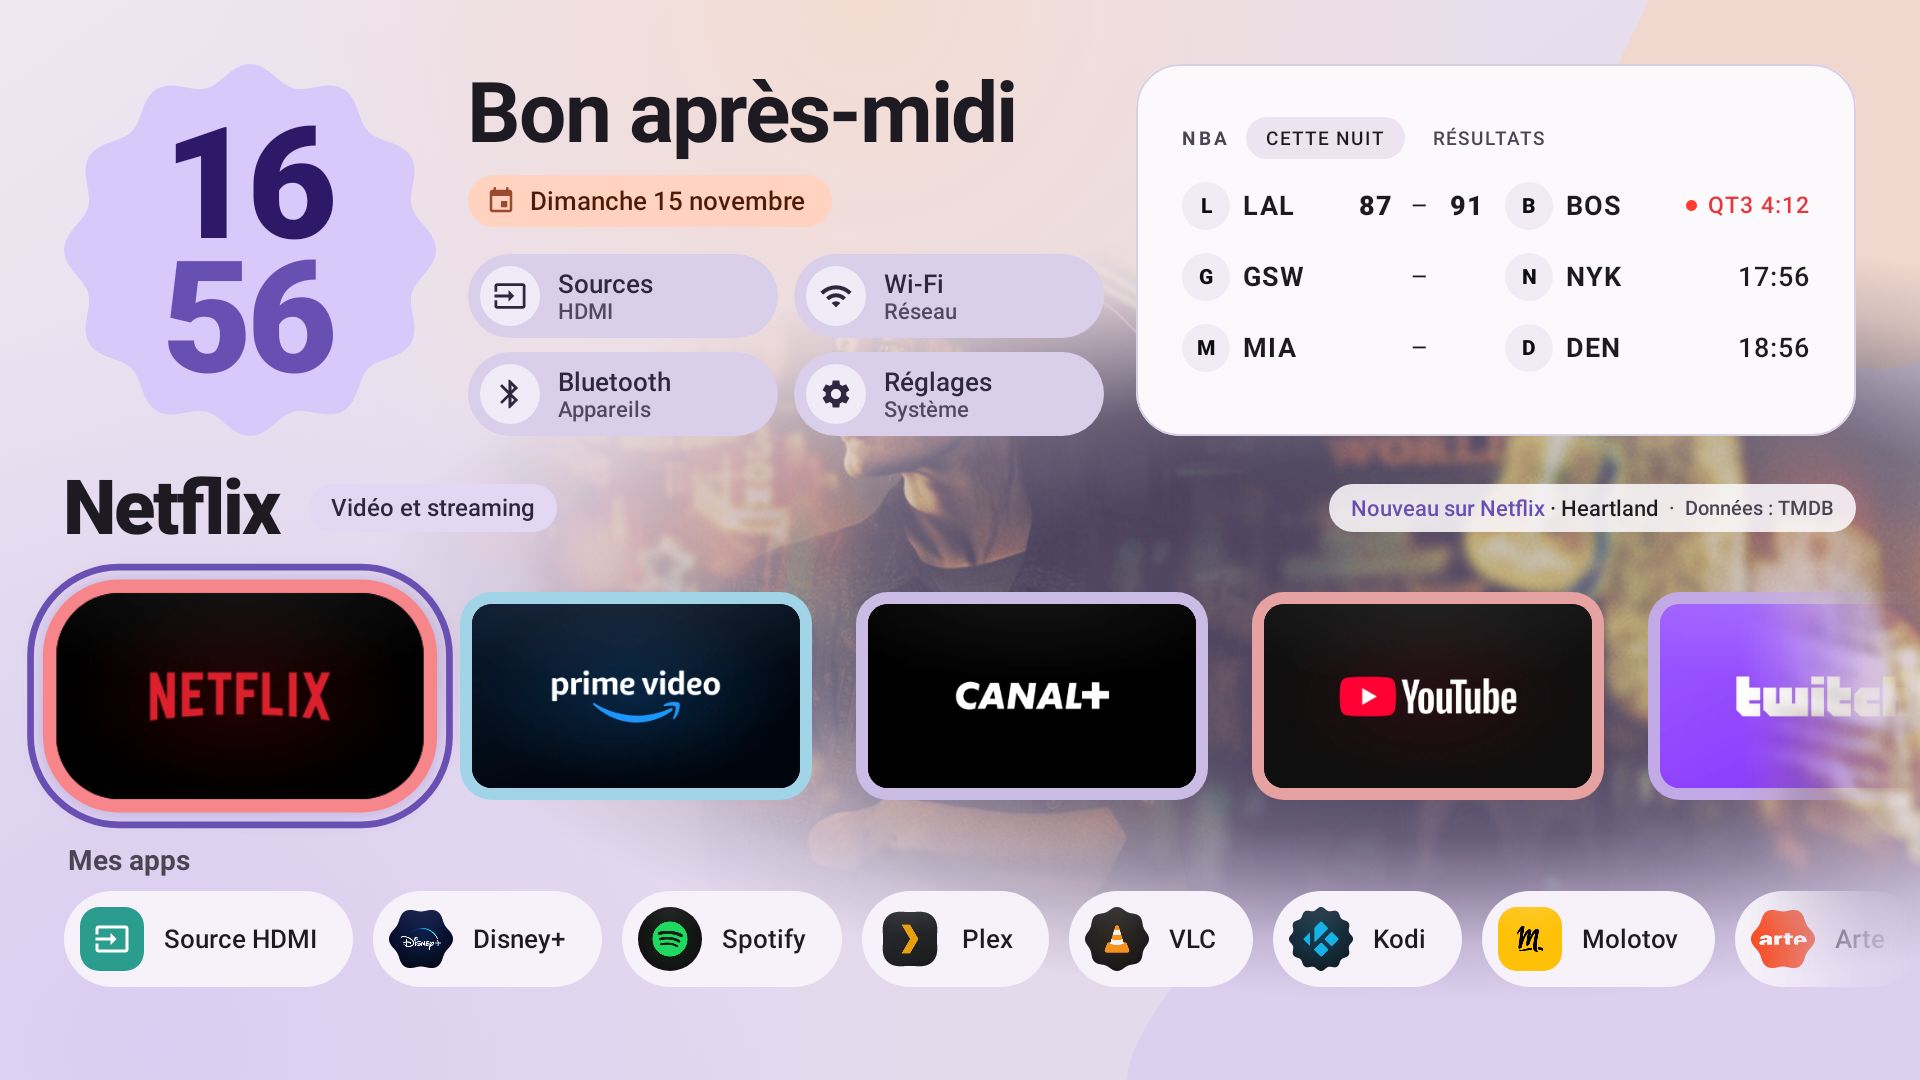 16
56
Bon après-midi
Dimanche 15 novembre
Sources
HDMI
Wi-Fi
Réseau
Bluetooth
Appareils
Réglages
Système
NBA CETTE NUIT RÉSULTATS
L LAL 87 – 91 B BOS QT3 4:12
G GSW – N NYK 17:56
M MIA – D DEN 18:56
WORLD
Netflix
Vidéo et streaming
Nouveau sur Netflix · Heartland · Données : TMDB
NETFLIX
prime video
CANAL+
YouTube
twitch
Mes apps
Source HDMI
Disney+ Disney+
Spotify
Plex
VLC
Kodi
M Molotov
arte Arte